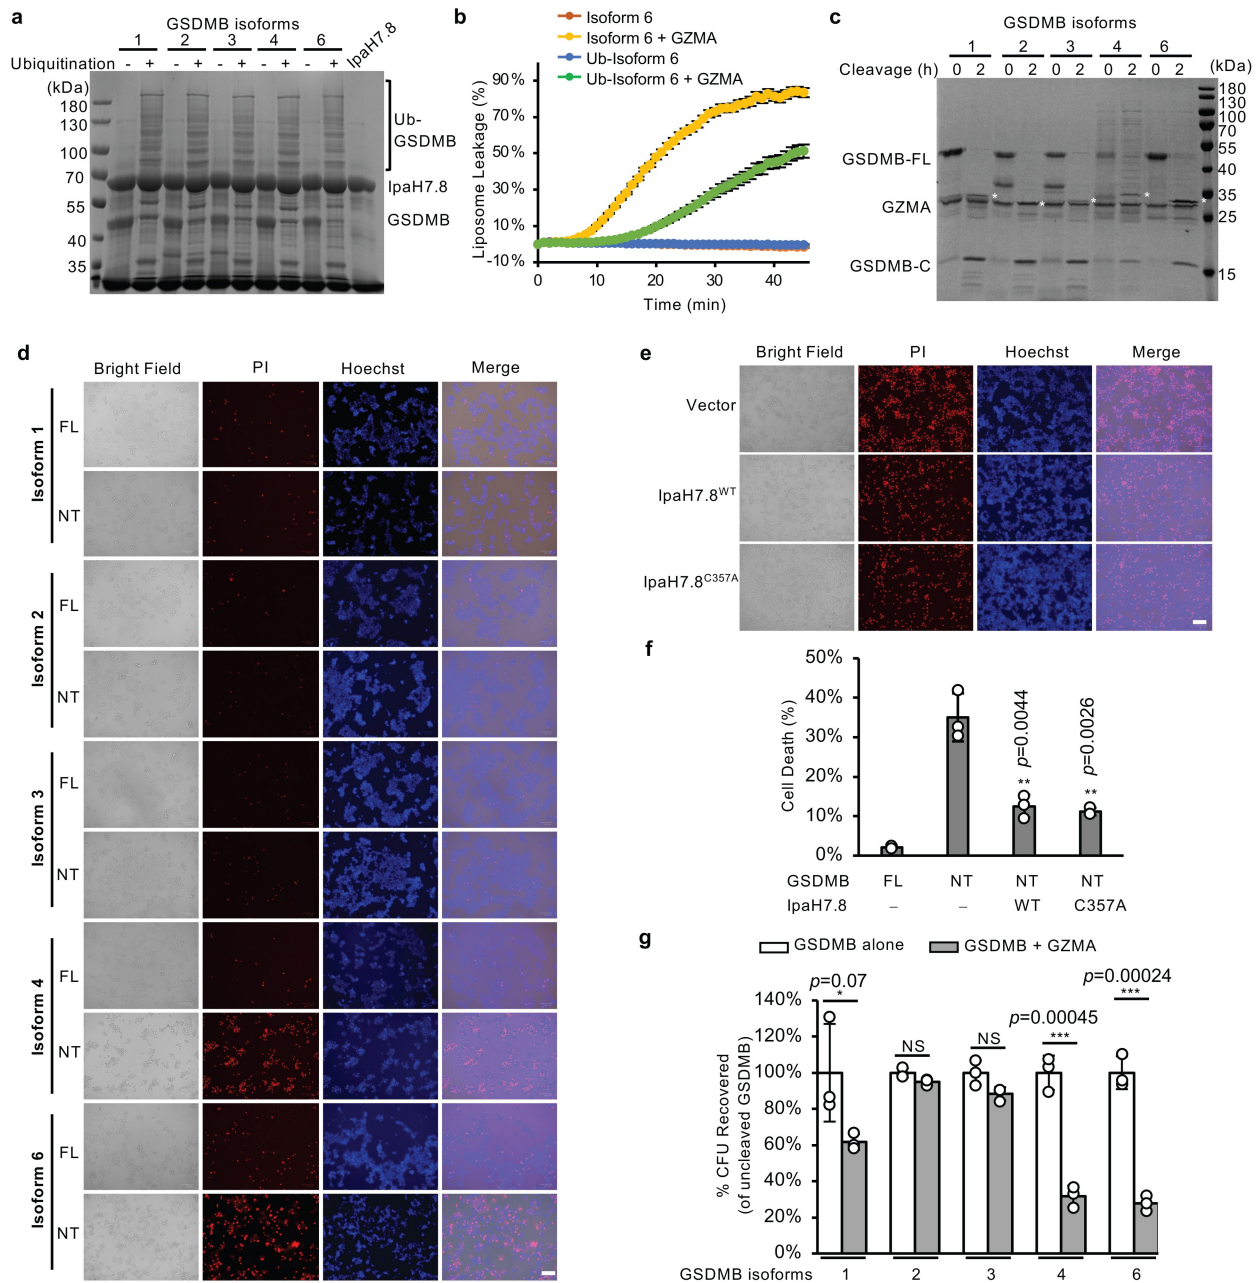 a
GSDMB isoforms
1 2 3 4 6 IpaH7.8
Ubiquitination - + - + - + - + - +
(kDa)
180
130
100
70
55
40
35
Ub-
GSDMB
IpaH7.8
GSDMB
b
Isoform 6
Isoform 6 + GZMA
Ub-Isoform 6
Ub-Isoform 6 + GZMA
Liposome Leakage (%)
90%
70%
50%
30%
10%
-10%
0 10 20 30 40
Time (min)
c
GSDMB isoforms
1 2 3 4 6
Cleavage (h) 0 2 0 2 0 2 0 2 0 2 (kDa)
GSDMB-FL
GZMA
GSDMB-C
* * * * *
180
130
100
70
55
40
35
25
15
d
Bright Field PI Hoechst Merge
Isoform 1
FL
NT
Isoform 2
FL
NT
Isoform 3
FL
NT
Isoform 4
FL
NT
Isoform 6
FL
NT
e
Bright Field PI Hoechst Merge
Vector
IpaH7.8WT
IpaH7.8C357A
f
Cell Death (%)
50%
40%
30%
20%
10%
0%
** p=0.0044
** p=0.0026
GSDMB FL NT NT NT
IpaH7.8 – – WT C357A
g
GSDMB alone GSDMB + GZMA
% CFU Recovered
(of uncleaved GSDMB)
140%
120%
100%
80%
60%
40%
20%
0%
p=0.07
*
NS
NS
p=0.00045
***
p=0.00024
***
GSDMB isoforms 1 2 3 4 6